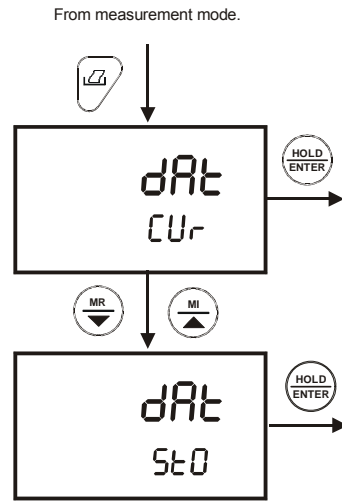 From measurement mode.
HOLD
ENTER
dAt
CUr
MR
MI
HOLD
ENTER
dAt
StO